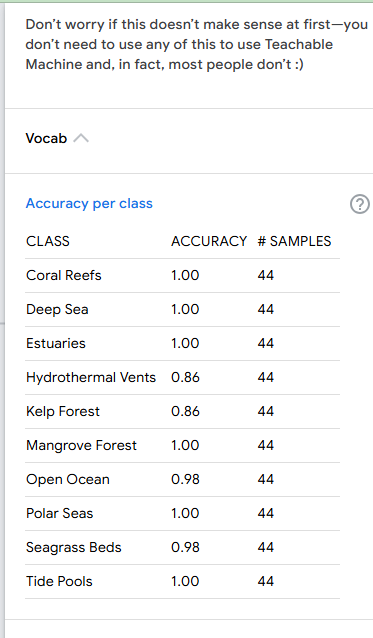 Don't worry if this doesn't make sense at first—you
don't need to use any of this to use Teachable
Machine and, in fact, most people don't :)
Vocab
Accuracy per class
?
CLASS ACCURACY # SAMPLES
Coral Reefs 1.00 44
Deep Sea 1.00 44
Estuaries 1.00 44
Hydrothermal Vents 0.86 44
Kelp Forest 0.86 44
Mangrove Forest 1.00 44
Open Ocean 0.98 44
Polar Seas 1.00 44
Seagrass Beds 0.98 44
Tide Pools 1.00 44